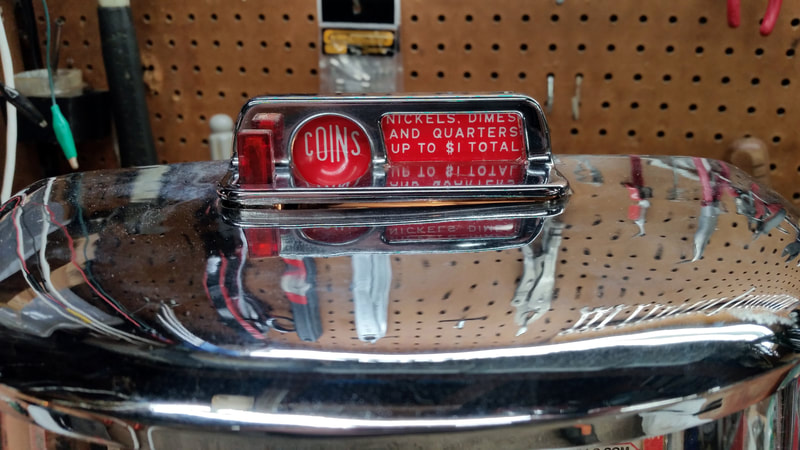 COINS
NICKELS, DIMES
AND QUARTERS
UP TO $1 TOTAL